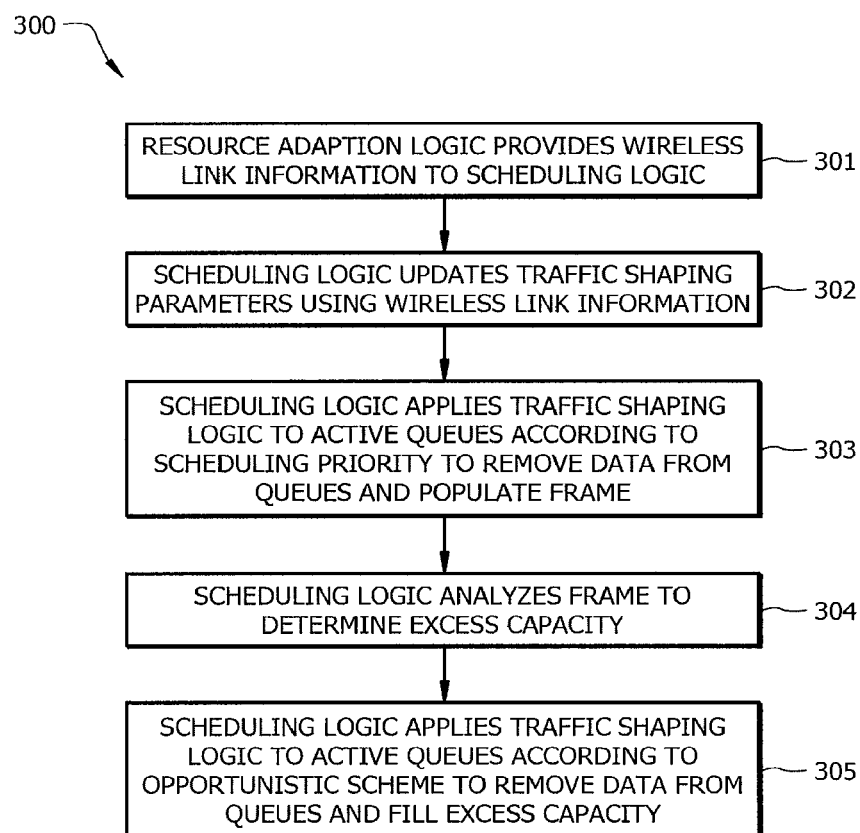 300
RESOURCE ADAPTION LOGIC PROVIDES WIRELESS
LINK INFORMATION TO SCHEDULING LOGIC
301
SCHEDULING LOGIC UPDATES TRAFFIC SHAPING
PARAMETERS USING WIRELESS LINK INFORMATION
302
SCHEDULING LOGIC APPLIES TRAFFIC SHAPING
LOGIC TO ACTIVE QUEUES ACCORDING TO
SCHEDULING PRIORITY TO REMOVE DATA FROM
QUEUES AND POPULATE FRAME
303
SCHEDULING LOGIC ANALYZES FRAME TO
DETERMINE EXCESS CAPACITY
304
SCHEDULING LOGIC APPLIES TRAFFIC SHAPING
LOGIC TO ACTIVE QUEUES ACCORDING TO
OPPORTUNISTIC SCHEME TO REMOVE DATA FROM
QUEUES AND FILL EXCESS CAPACITY
305